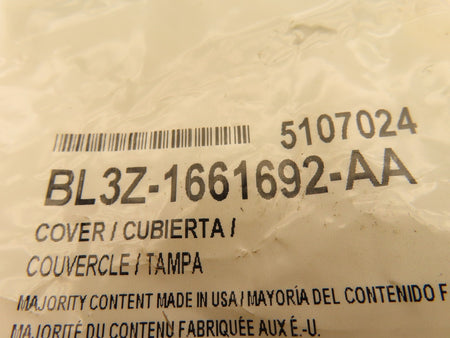 5107024
BL3Z-1661692-AA
COVER / CUBIERTA /
COUVERCLE / TAMPA
MAJORITY CONTENT MADE IN USA / MAYORÍA DEL CONTENIDO F
MAJORITÉ DU CONTENU FABRIQUÉE AUX É.-U.